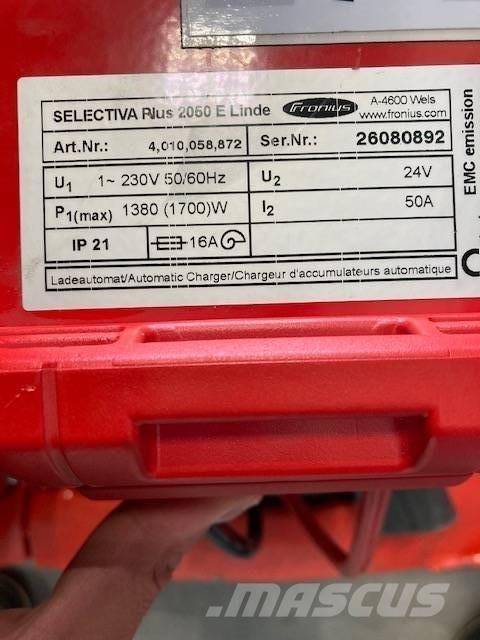 SELECTIVA Plus 2050 E Linde Fronius A-4600 Wels
www.fronius.com
Art.Nr.: 4,010,058,872 Ser.Nr.: 26080892
U1 1~ 230V 50/60Hz U2 24V
P1(max) 1380 (1700)W I2 50A
IP 21 16A
Ladeautomat/Automatic Charger/Chargeur d'accumulateurs automatique
EMC emission
MASCUS